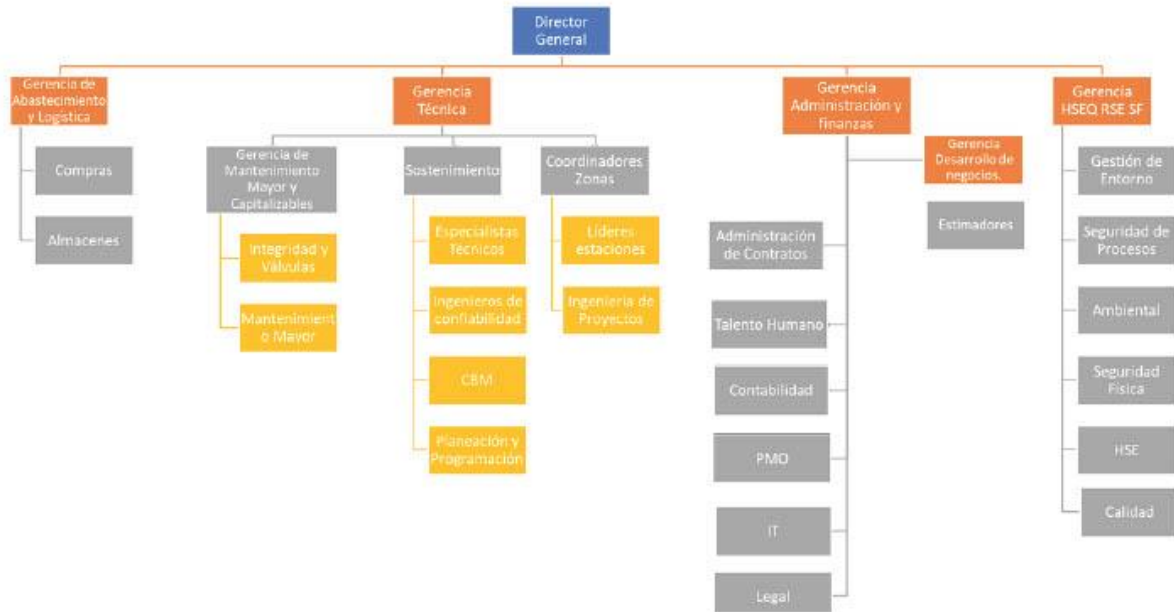 Director
General
Gerencia de
Abastecimiento
y Logística
Compras
Almacenes
Gerencia
Técnica
Gerencia de
Mantenimiento
Mayor y
Capitalizables
Integridad y
Válvulas
Mantenimient
o Mayor
Sostenimiento
Especialistas
Técnicos
Ingenieros de
confiabilidad
CBM
Planeación y
Programación
Coordinadores
Zonas
Líderes
estaciones
Ingeniería de
Proyectos
Gerencia
Administración y
finanzas
Gerencia
Desarrollo de
negocios.
Estimadores
Administración
de Contratos
Talento Humano
Contabilidad
PMO
IT
Legal
Gerencia
HSEQ RSE SF
Gestión de
Entorno
Seguridad de
Procesos
Ambiental
Seguridad
Física
HSE
Calidad